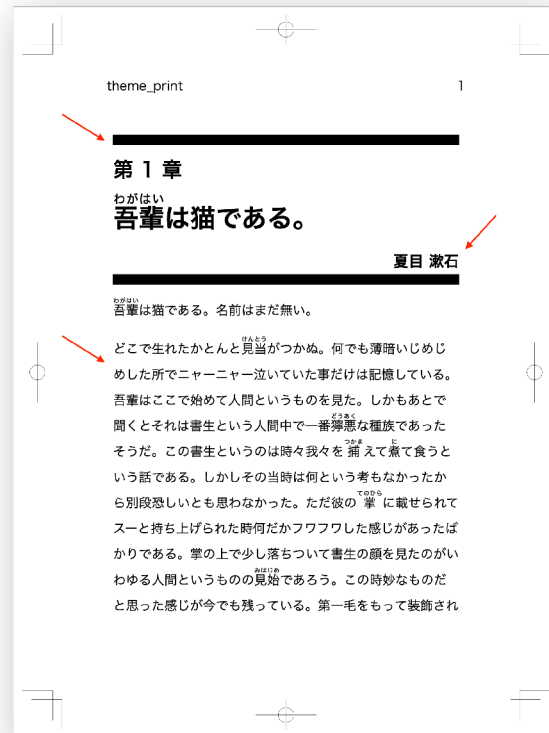 theme_print 1
第 1 章
わがはい
吾輩は猫である。
夏目 漱石
わがはい
吾輩は猫である。名前はまだ無い。
けんとう
どこで生れたかとんと見当がつかぬ。何でも薄暗いじめじ
めした所でニャーニャー泣いていた事だけは記憶している。
吾輩はここで始めて人間というものを見た。しかもあとで
どうあく
聞くとそれは書生という人間中で一番獰悪な種族であった
つかま に
そうだ。この書生というのは時々我々を捕えて煮て食うと
いう話である。しかしその当時は何という考もなかったか
てのひら
ら別段恐しいとも思わなかった。ただ彼の掌に載せられて
スーと持ち上げられた時何だかフワフワした感じがあったば
かりである。掌の上で少し落ちついて書生の顔を見たのがい
みはじめ
わゆる人間というものの見始であろう。この時妙なものだ
と思った感じが今でも残っている。第一毛をもって装飾され